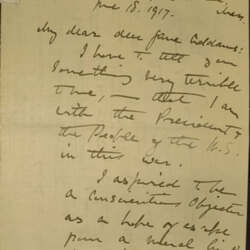 June 18. 1917.
My dear dear Jane Addams:
I have to tell you
something very terrible
true, — that I am
with the President &
the People of the U.S.
in this war.
I aspired to be
a Conscientious Objector
as a hope of escape
from a moral